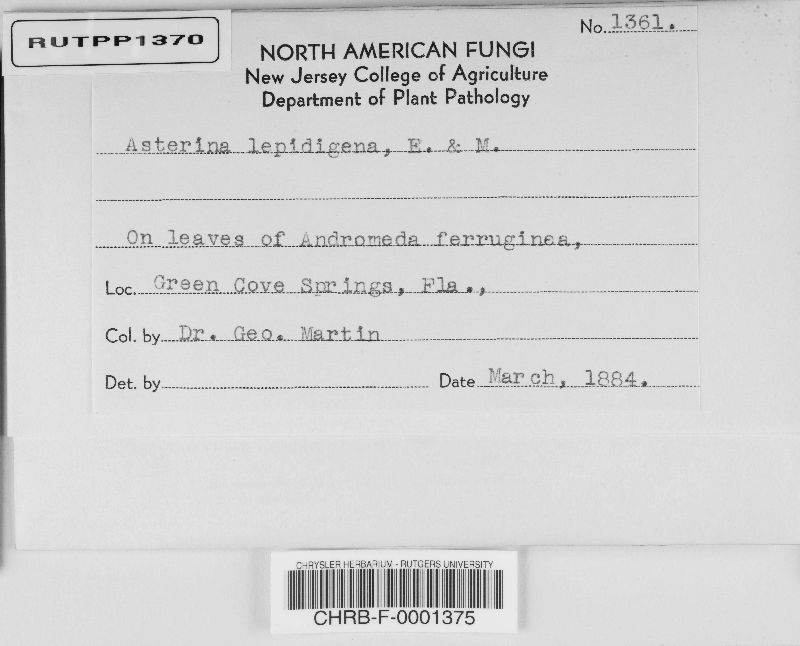 RUTPP1370
No. 1361.
NORTH AMERICAN FUNGI
New Jersey College of Agriculture
Department of Plant Pathology
Asterina lepidigena, E. & M.
On leaves of Andromeda ferruginea,
Loc. Green Cove Springs, Fla.,
Col. by Dr. Geo. Martin
Det. by
Date March, 1884.
CHRYSLER HERBARIUM - RUTGERS UNIVERSITY
CHRB-F-0001375